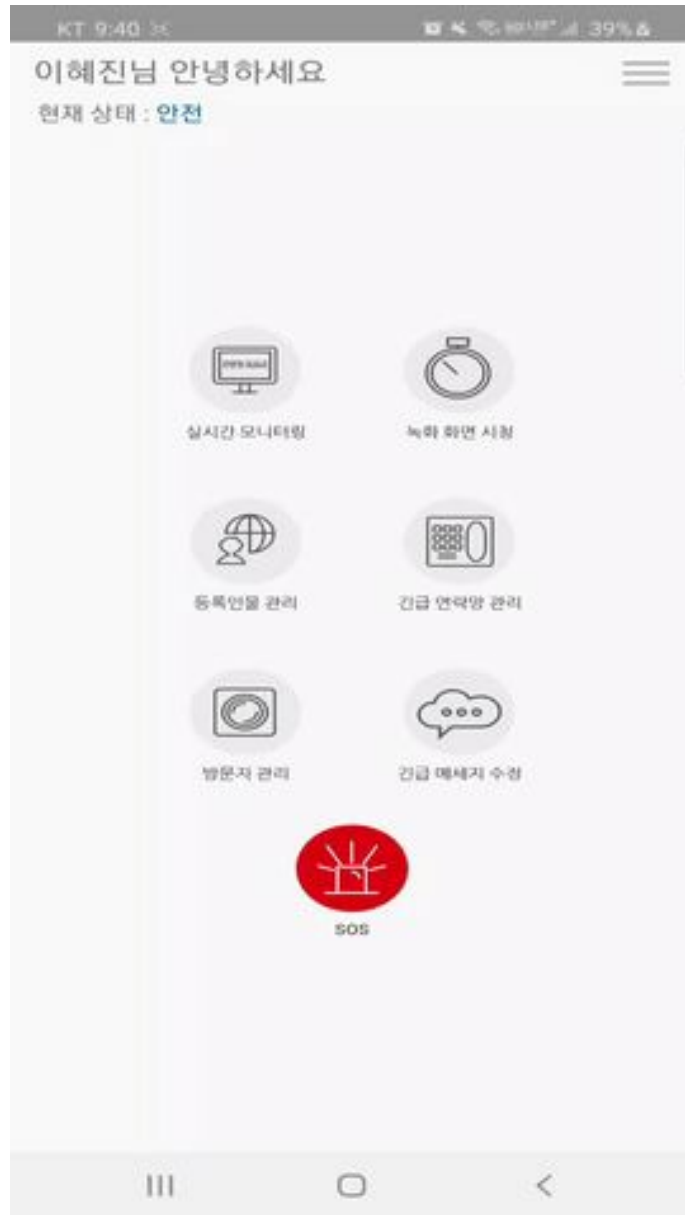 KT 9:40
39%
이혜진님 안녕하세요
현재 상태 : 안전
실시간 모니터링
녹화 화면 시청
등록인물 관리
긴급 연락망 관리
방문자 관리
긴급 메세지 수정
SOS